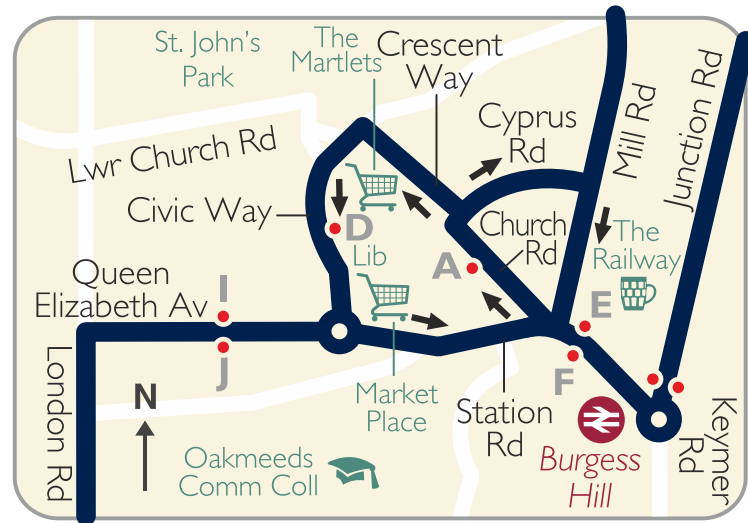 St. John's
Park
The
Martlets
Crescent
Way
Cyprus
Rd
Mill Rd
Junction Rd
Lwr Church Rd
Civic Way
D
Lib
Church
Rd
A
The
Railway
E
Queen
Elizabeth Av
I
J
F
London Rd
N
Market
Place
Station
Rd
Oakmeeds
Comm Coll
Burgess
Hill
Keymer
Rd